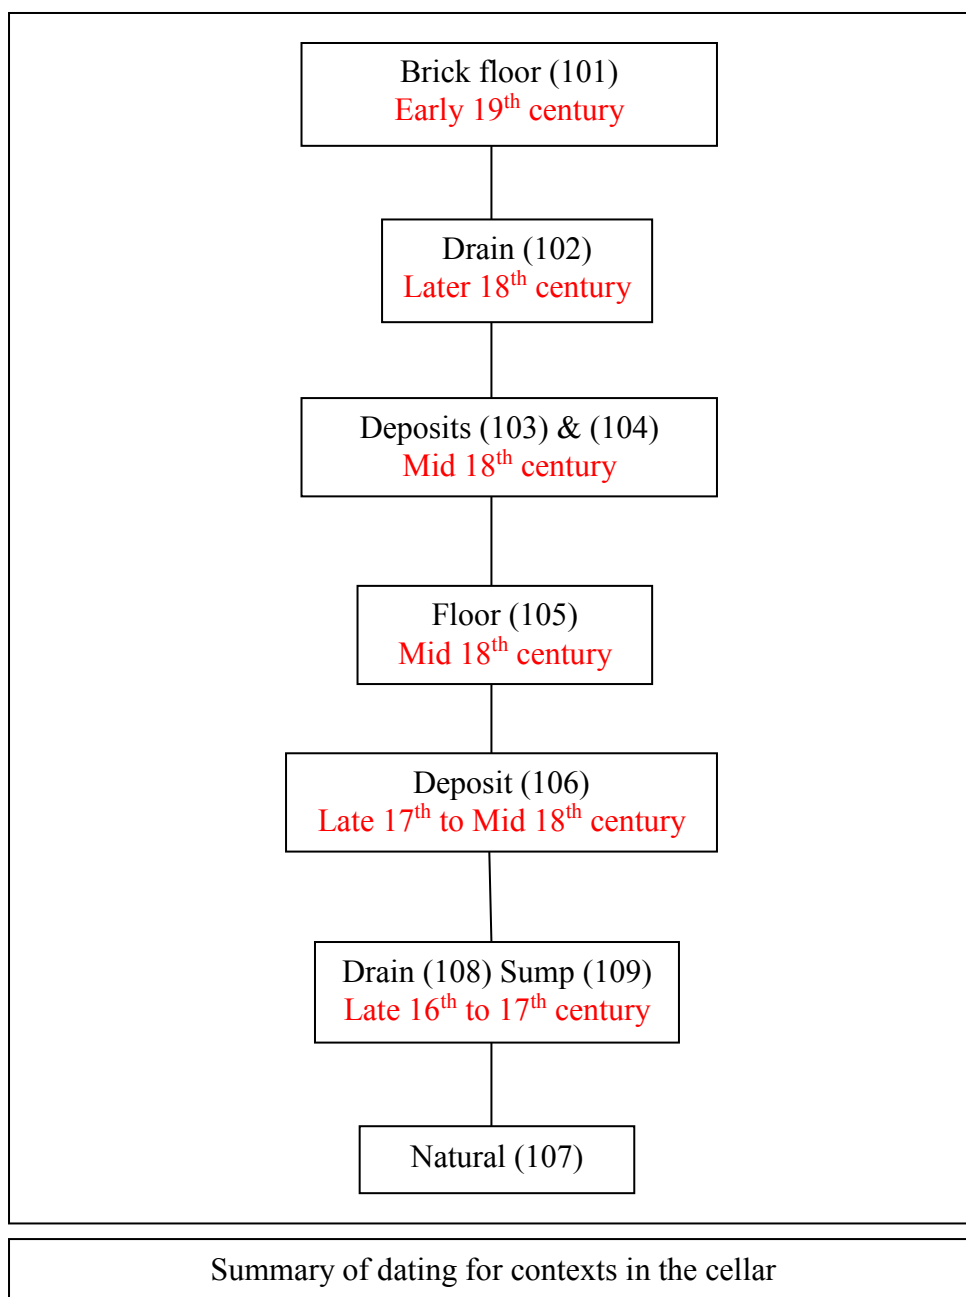 Brick floor (101)
Early 19th century
Drain (102)
Later 18th century
Deposits (103) & (104)
Mid 18th century
Floor (105)
Mid 18th century
Deposit (106)
Late 17th to Mid 18th century
Drain (108) Sump (109)
Late 16th to 17th century
Natural (107)
Summary of dating for contexts in the cellar